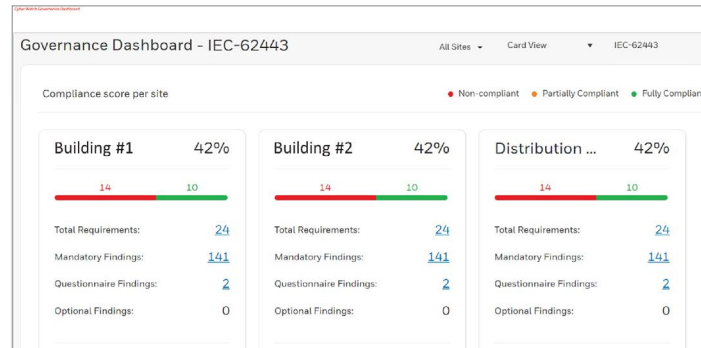 Cyber Watch Governance Dashboard
Governance Dashboard - IEC-62443
All Sites
Card View
IEC-62443
Compliance score per site
Non-compliant
Partially Compliant
Fully Complian
Building #1 42%
14 10
Total Requirements: 24
Mandatory Findings: 141
Questionnaire Findings: 2
Optional Findings: 0
Building #2 42%
14 10
Total Requirements: 24
Mandatory Findings: 141
Questionnaire Findings: 2
Optional Findings: 0
Distribution ... 42%
14 10
Total Requirements: 24
Mandatory Findings: 141
Questionnaire Findings: 2
Optional Findings: 0